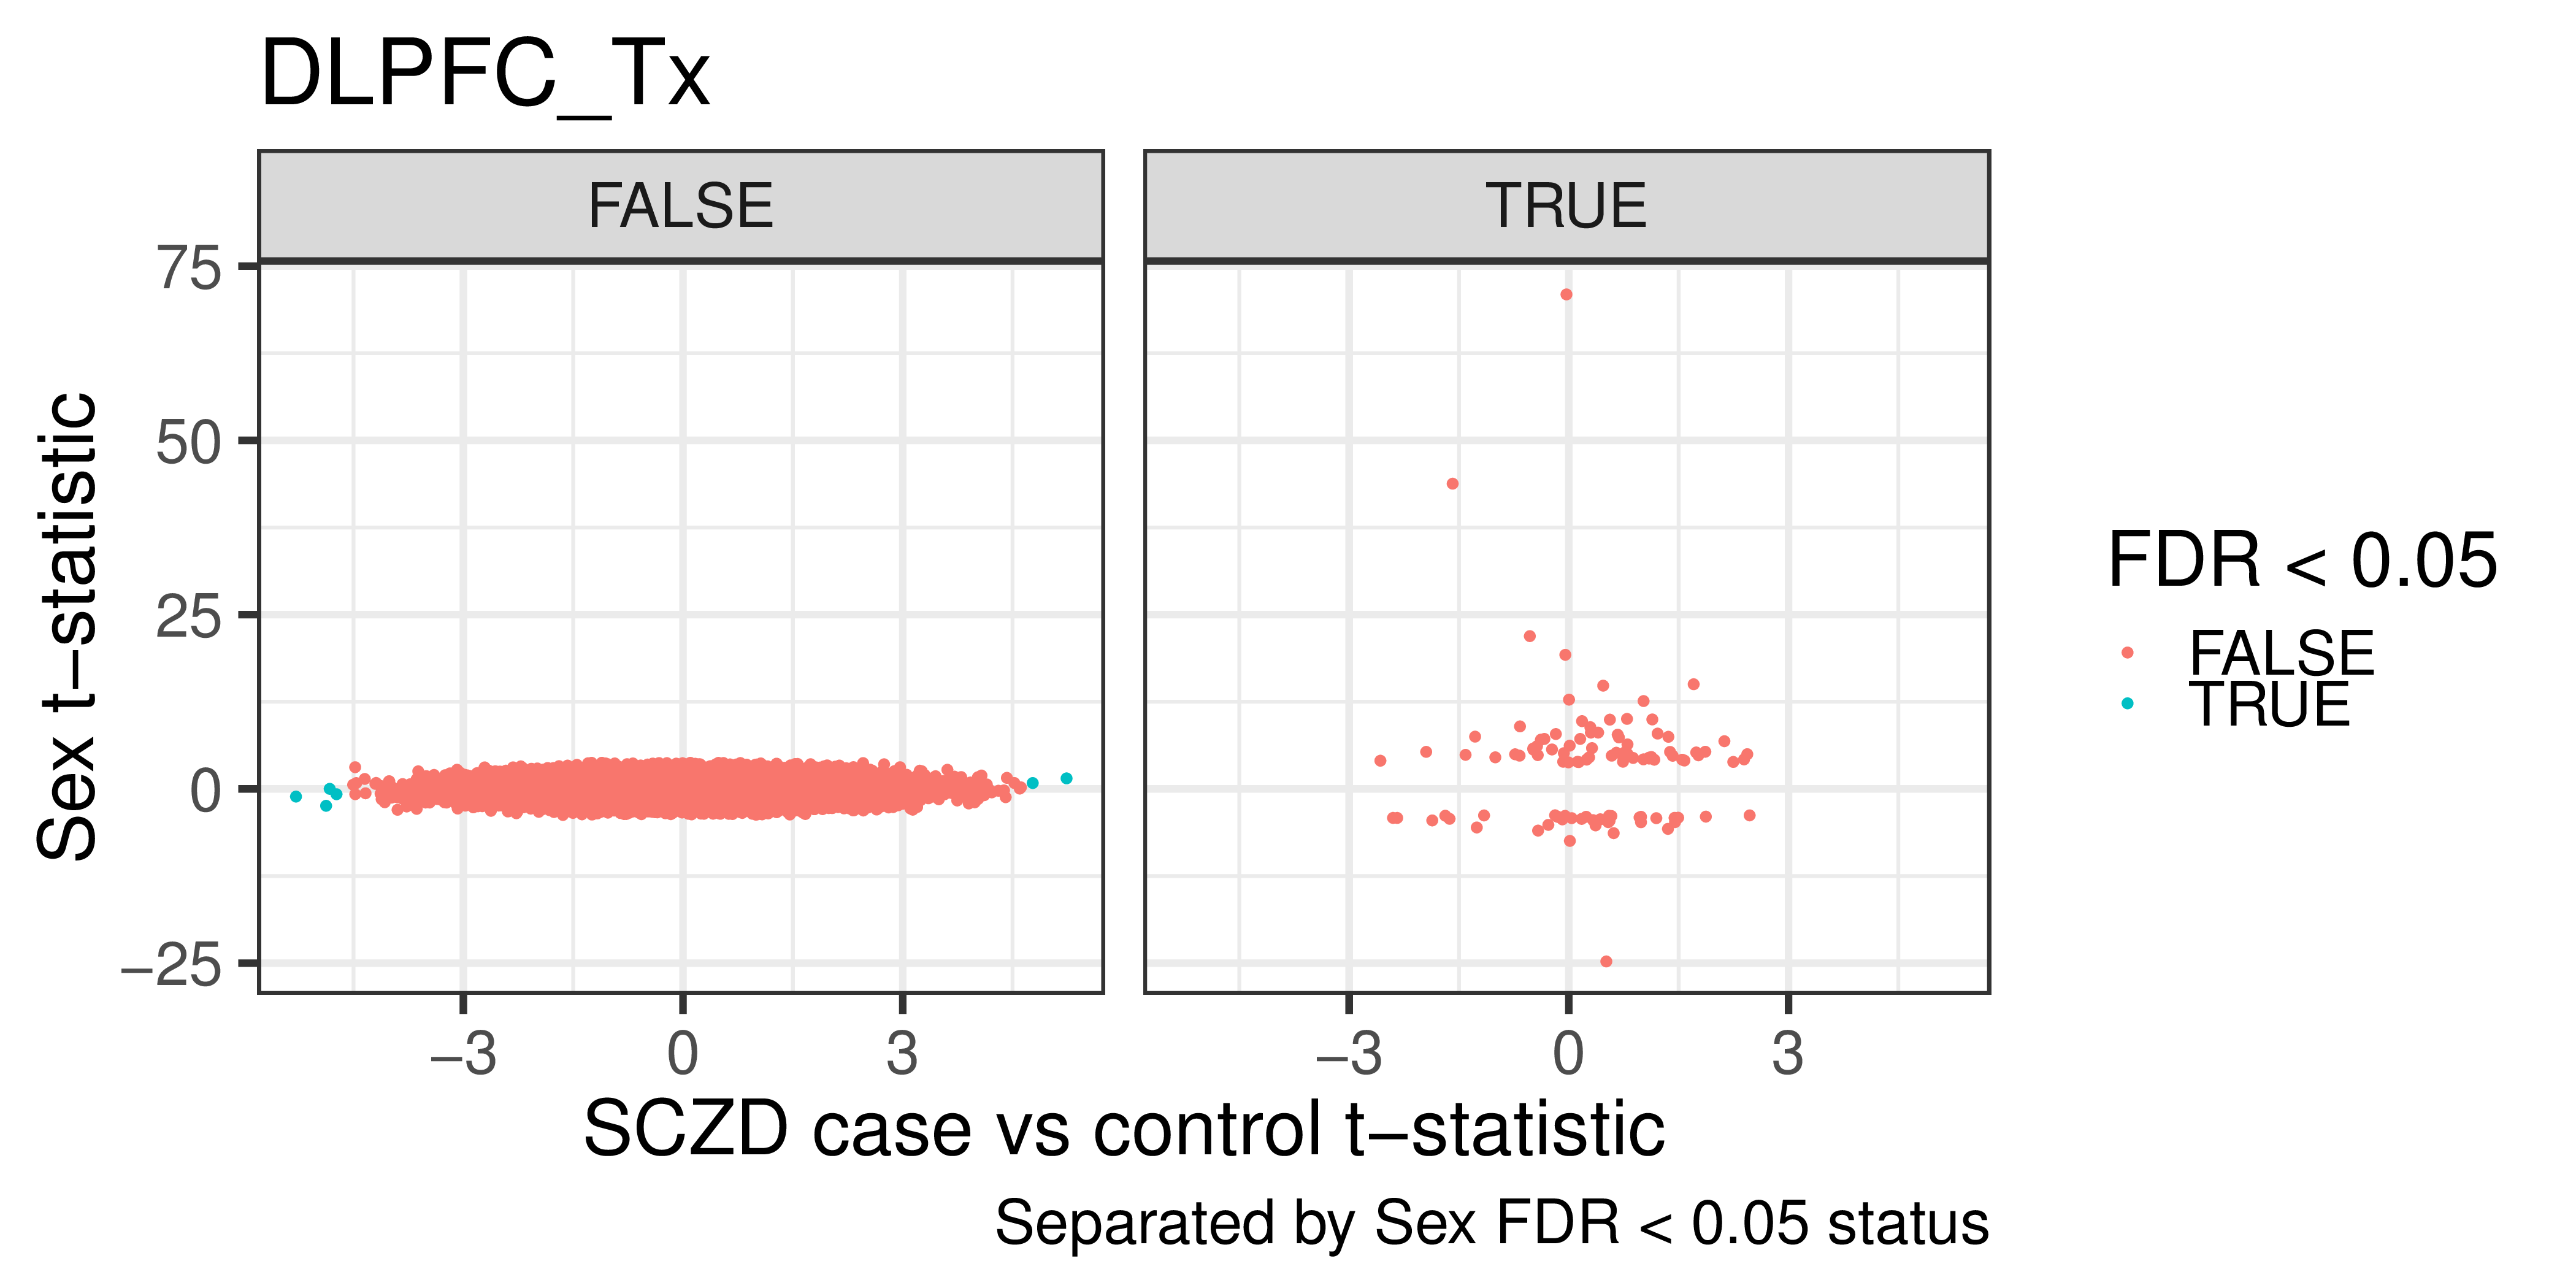 DLPFC_Tx
FALSE
TRUE
75
50
25
0
−25
Sex t−statistic
−3
0
3
−3
0
3
SCZD case vs control t−statistic
Separated by Sex FDR < 0.05 status
FDR < 0.05
FALSE
TRUE